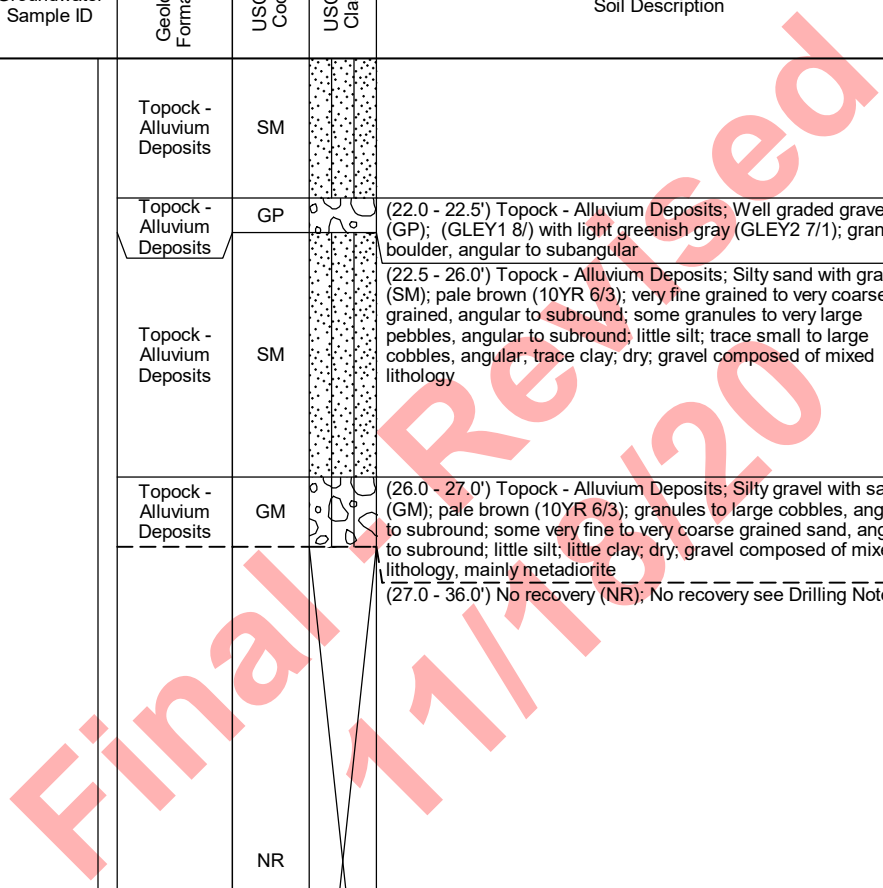 Sample ID
Soil Description
Topock -
Alluvium
Deposits
SM
Topock -
Alluvium
Deposits
GP
(22.0 - 22.5') Topock - Alluvium Deposits; Well graded
(GP); (GLEY1 8/) with light greenish gray (GLEY2 7/1);
boulder, angular to subangular
Topock -
Alluvium
Deposits
SM
(22.5 - 26.0') Topock - Alluvium Deposits; Silty sand with
(SM); pale brown (10YR 6/3); very fine grained to very coarse
grained, angular to subround; some granules to very large
pebbles, angular to subround; little silt; trace small to large
cobbles, angular; trace clay; dry; gravel composed of mixed
lithology
Topock -
Alluvium
Deposits
GM
(26.0 - 27.0') Topock - Alluvium Deposits; Silty gravel with
(GM); pale brown (10YR 6/3); granules to large cobbles,
to subround; some very fine to very coarse grained sand,
to subround; little silt; little clay; dry; gravel composed of
lithology, mainly metadiorite
(27.0 - 36.0') No recovery (NR); No recovery see Drilling
NR
Final - Revised
11/18/20